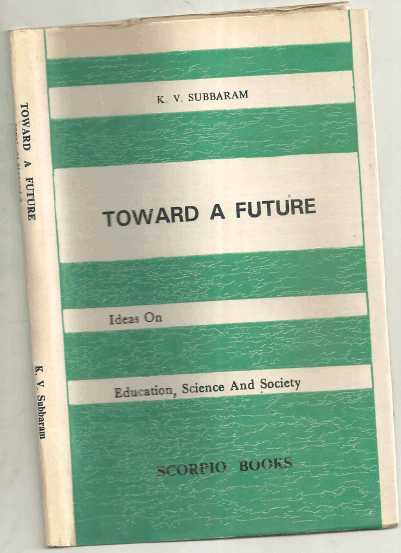 K. V. SUBBARAM
TOWARD A FUTURE
Ideas On
Education, Science And Society
SCORPIO BOOKS
TOWARD A FUTURE
K. V. Subbaram